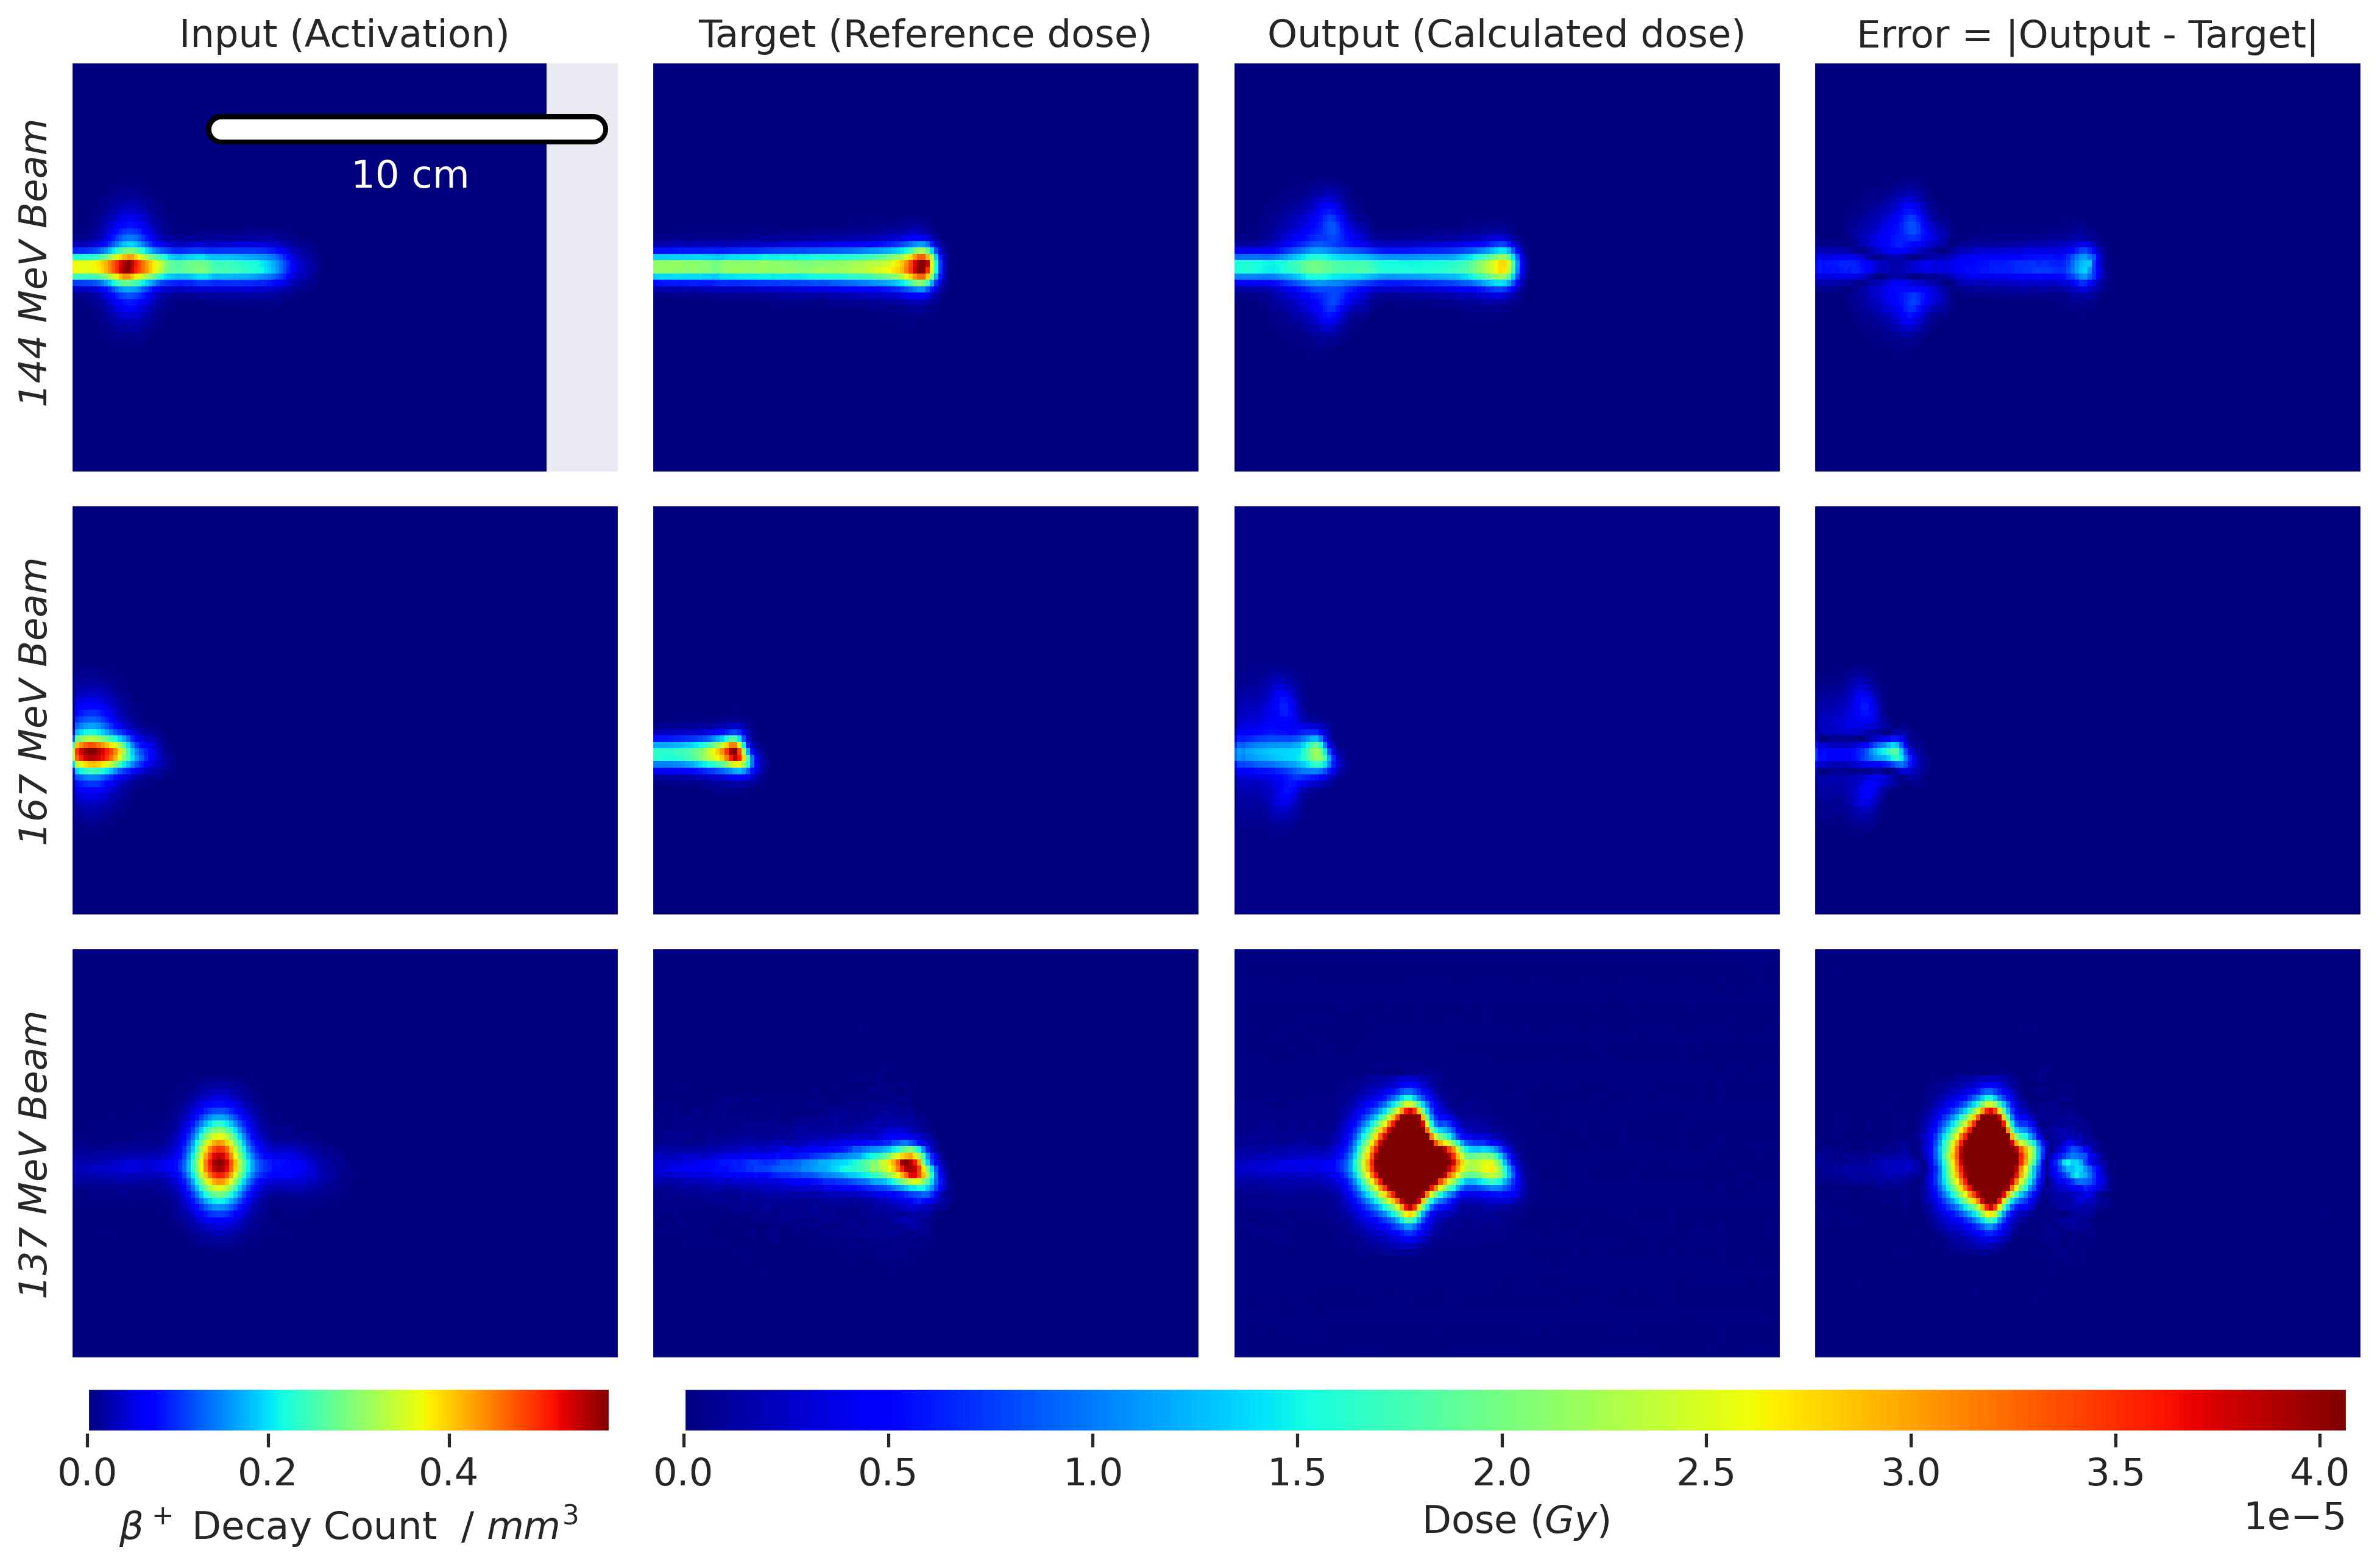 Input (Activation)
Target (Reference dose)
Output (Calculated dose)
Error = |Output - Target|
144 MeV Beam
10 cm
167 MeV Beam
137 MeV Beam
0.0 0.2 0.4
β⁺ Decay Count / mm³
0.0 0.5 1.0 1.5 2.0 2.5 3.0 3.5 4.0
1e−5
Dose (Gy)